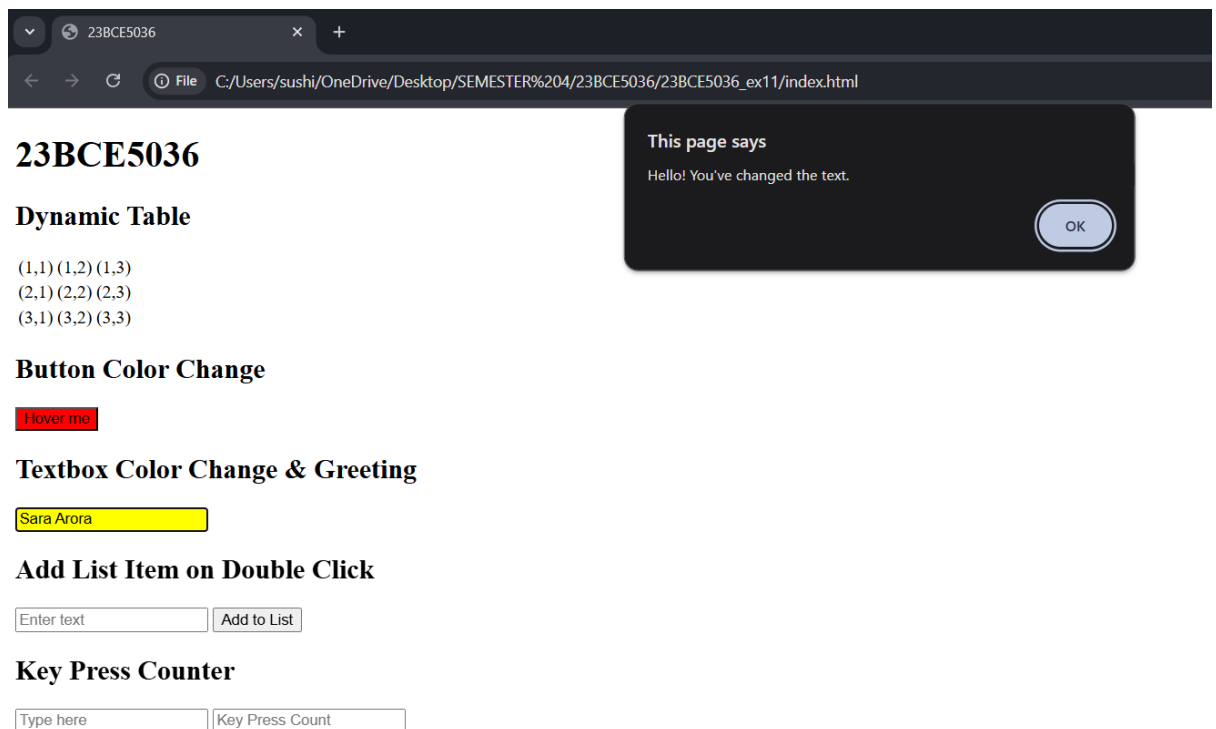 23BCE5036
File C:/Users/sushi/OneDrive/Desktop/SEMESTER%204/23BCE5036/23BCE5036_ex11/index.html
This page says
Hello! You've changed the text.
OK
23BCE5036
Dynamic Table
(1,1) (1,2) (1,3)
(2,1) (2,2) (2,3)
(3,1) (3,2) (3,3)
Button Color Change
Hover me
Textbox Color Change & Greeting
Sara Arora
Add List Item on Double Click
Enter text Add to List
Key Press Counter
Type here Key Press Count